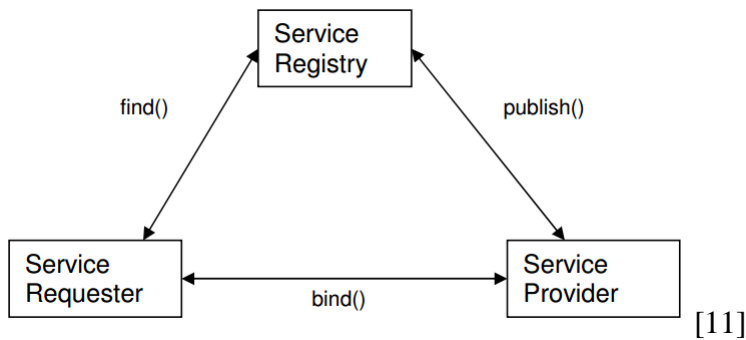 Service
Registry
find()
publish()
Service
Requester
bind()
Service
Provider
[11]